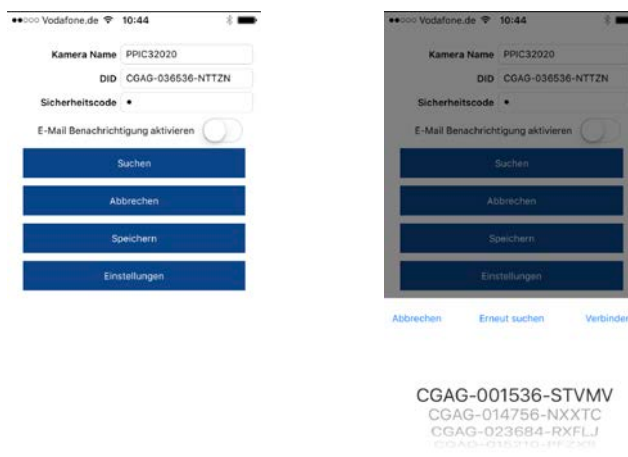 ●●○○○ Vodafone.de 10:44
Kamera Name PPIC32020
DID CGAG-036536-NTTZN
Sicherheitscode •
E-Mail Benachrichtigung aktivieren
Suchen
Abbrechen
Speichern
Einstellungen
●●○○○ Vodafone.de 10:44
Kamera Name PPIC32020
DID CGAG-036536-NTTZN
Sicherheitscode •
E-Mail Benachrichtigung aktivieren
Suchen
Abbrechen
Speichern
Einstellungen
Abbrechen Erneut suchen Verbinden
CGAG-001536-STVMV
CGAG-014756-NXXTC
CGAG-023684-RXFLJ